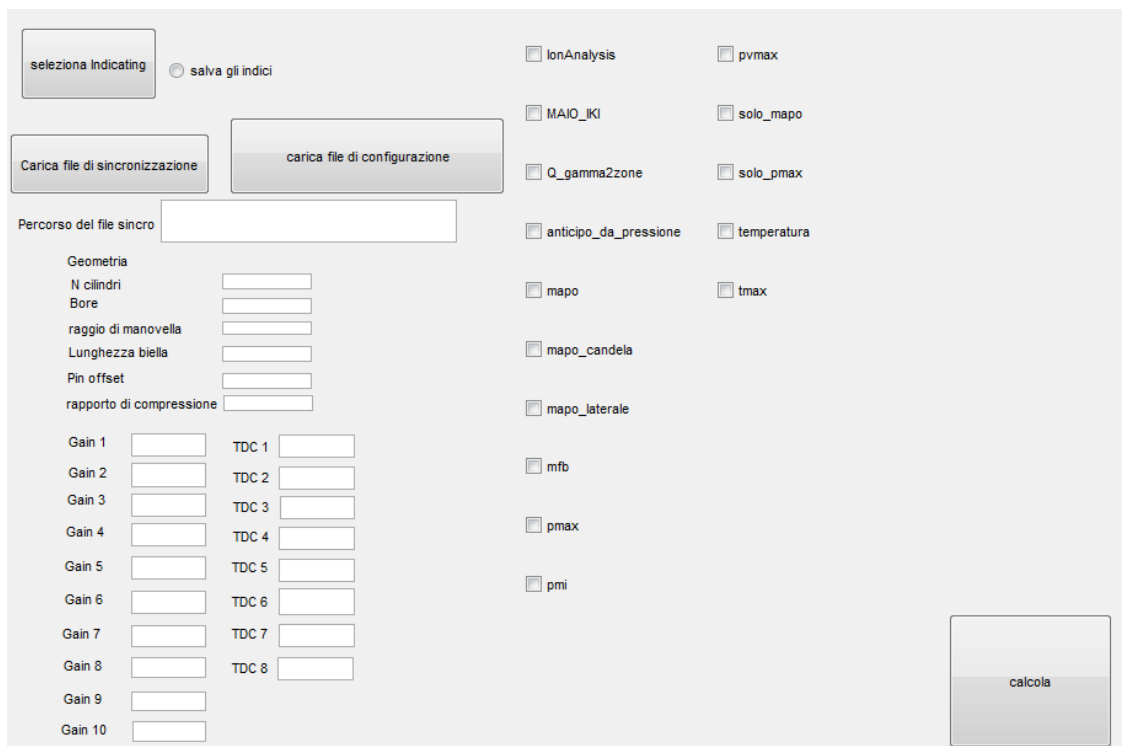 seleziona Indicating
salva gli indici
Carica file di sincronizzazione
carica file di configurazione
Percorso del file sincro
Geometria
N cilindri
Bore
raggio di manovella
Lunghezza biella
Pin offset
rapporto di compressione
Gain 1
Gain 2
Gain 3
Gain 4
Gain 5
Gain 6
Gain 7
Gain 8
Gain 9
Gain 10
TDC 1
TDC 2
TDC 3
TDC 4
TDC 5
TDC 6
TDC 7
TDC 8
IonAnalysis
MAIO_IKI
Q_gamma2zone
anticipo_da_pressione
mapo
mapo_candela
mapo_laterale
mfb
pmax
pmi
pvmax
solo_mapo
solo_pmax
temperatura
tmax
calcola